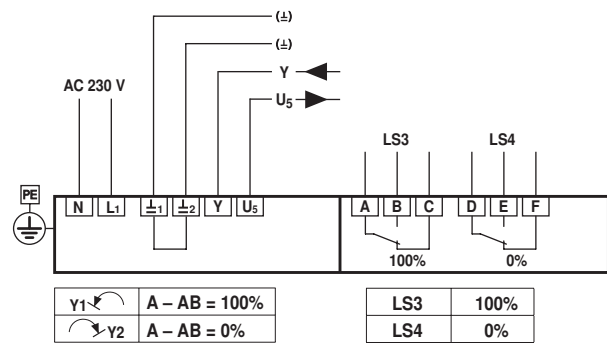 (⊥)
(⊥)
Y
U5
AC 230 V
LS3 LS4
PE
N L1 ⊥1 ⊥2 Y U5 A B C D E F
100% 0%
Y1 A – AB = 100%
Y2 A – AB = 0%
LS3 100%
LS4 0%